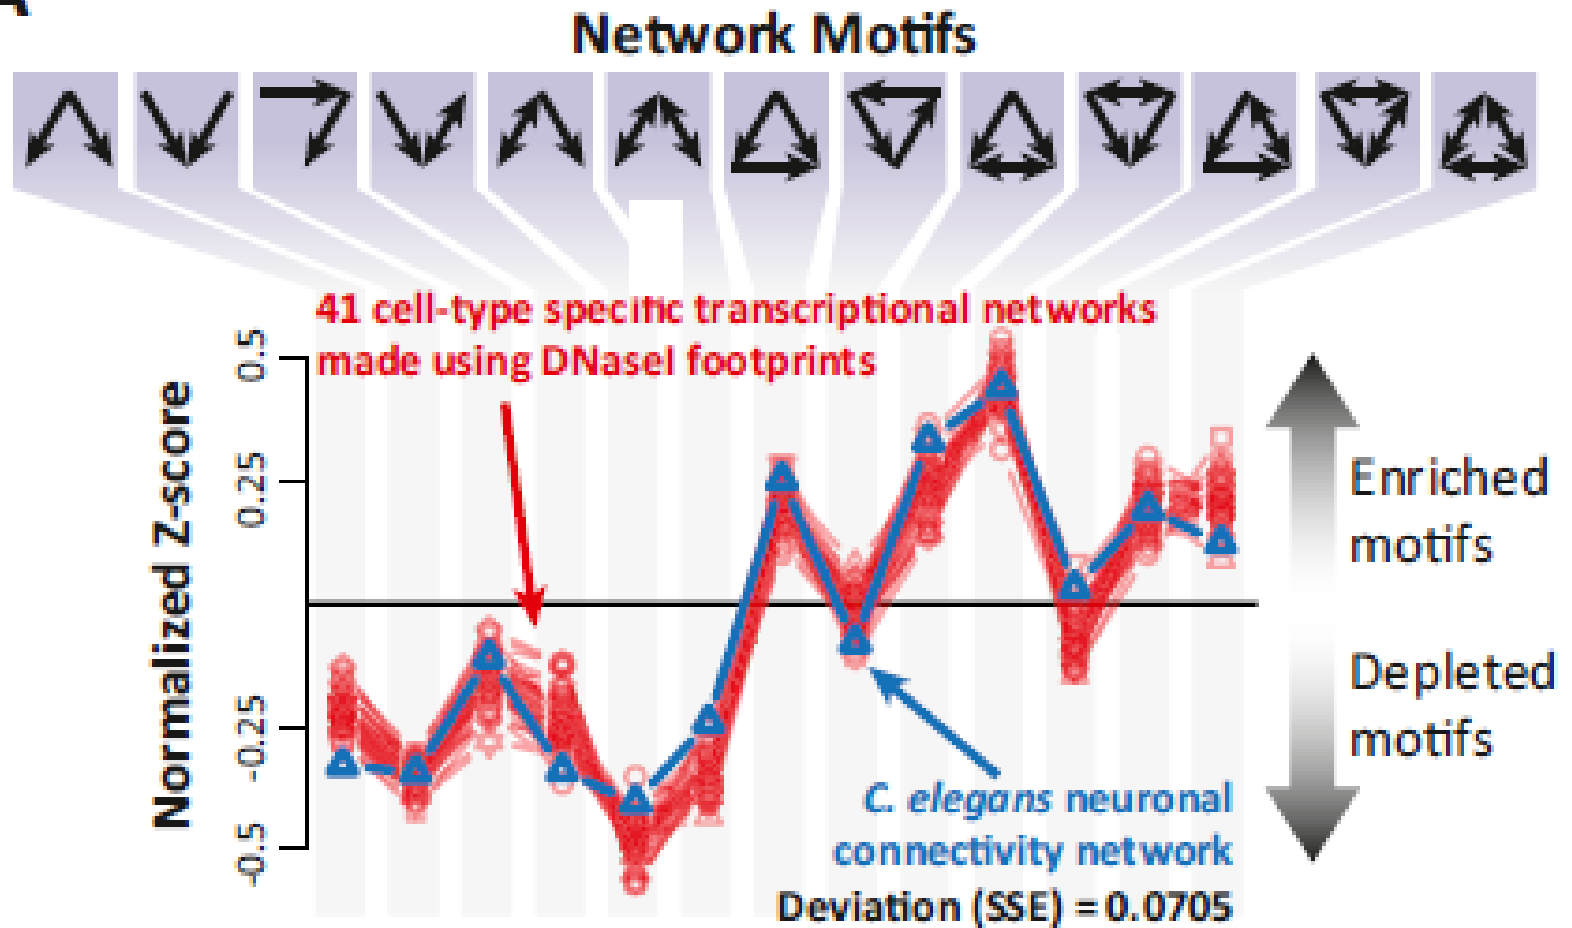 Network Motifs
41 cell-type specific transcriptional networks
made using DNaseI footprints
Normalized Z-score
0.5
0.25
-0.25
-0.5
Enriched
motifs
Depleted
motifs
C. elegans neuronal
connectivity network
Deviation (SSE) = 0.0705